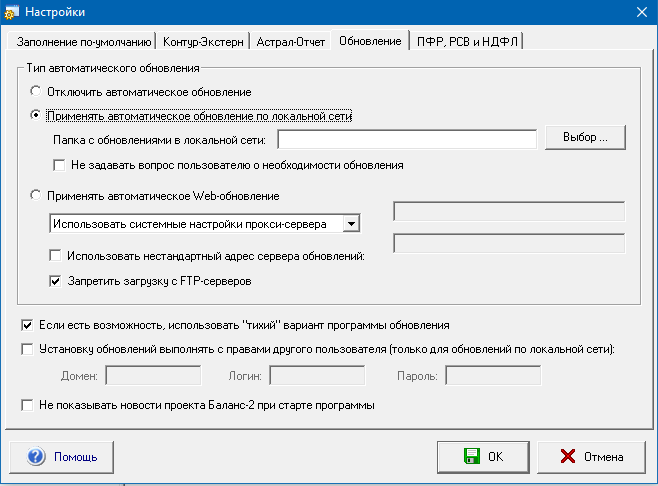 Настройки
Заполнение по-умолчанию Контур-Экстерн Астрал-Отчет Обновление ПФР, РСВ и НДФЛ
Тип автоматического обновления
Отключить автоматическое обновление
Применять автоматическое обновление по локальной сети
Папка с обновлениями в локальной сети: Выбор ...
Не задавать вопрос пользователю о необходимости обновления
Применять автоматическое Web-обновление
Использовать системные настройки прокси-сервера
Использовать нестандартный адрес сервера обновлений:
Запретить загрузку с FTP-серверов
Если есть возможность, использовать "тихий" вариант программы обновления
Установку обновлений выполнять с правами другого пользователя (только для обновлений по локальной сети):
Домен: Логин: Пароль:
Не показывать новости проекта Баланс-2 при старте программы
Помощь OK Отмена